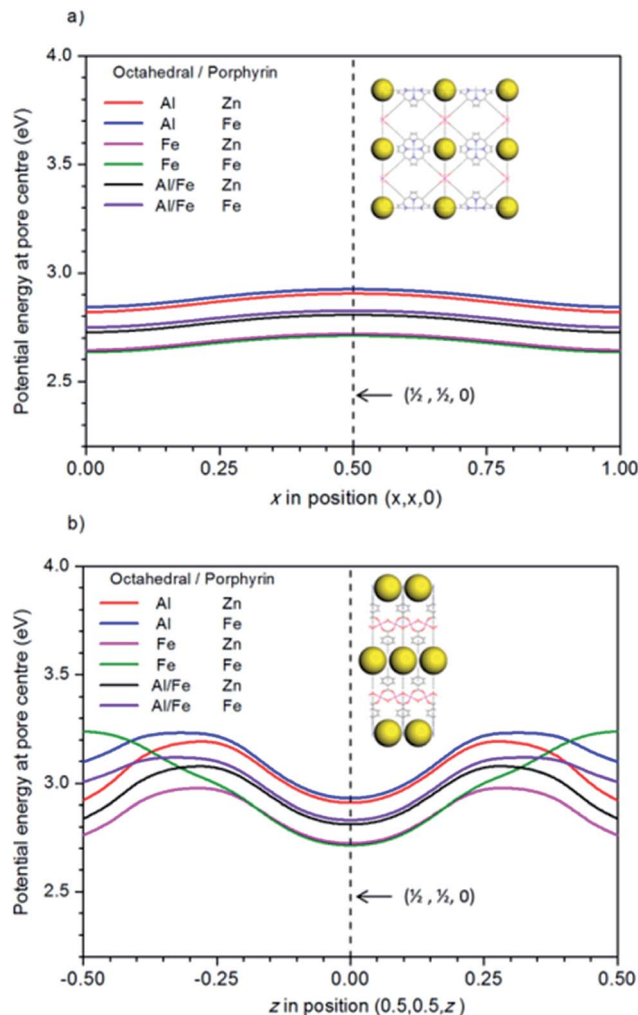 a)
4.0
3.5
3.0
2.5
Potential energy at pore centre (eV)
Octahedral / Porphyrin
Al Zn
Al Fe
Fe Zn
Fe Fe
Al/Fe Zn
Al/Fe Fe
(½ , ½, 0)
0.00 0.25 0.50 0.75 1.00
x in position (x,x,0)
b)
4.0
3.5
3.0
2.5
Potential energy at pore centre (eV)
Octahedral / Porphyrin
Al Zn
Al Fe
Fe Zn
Fe Fe
Al/Fe Zn
Al/Fe Fe
(½ , ½, 0)
-0.50 -0.25 0.00 0.25 0.50
z in position (0.5,0.5,z)